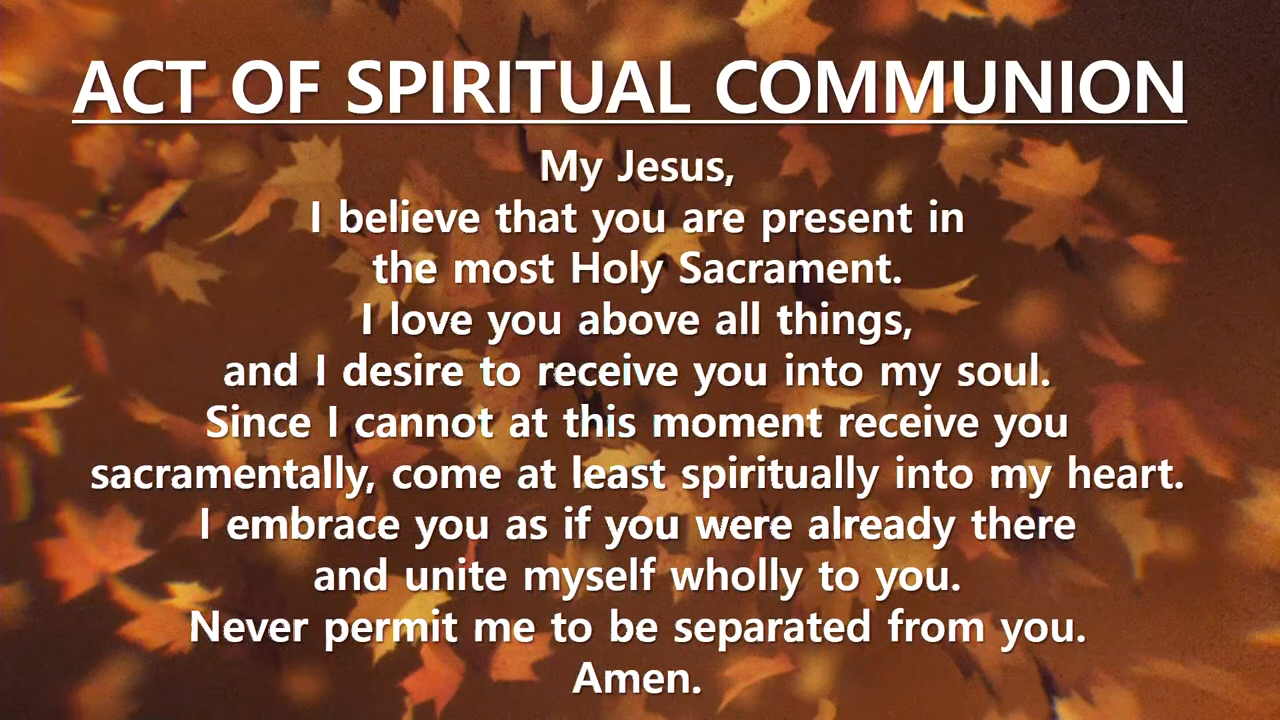 ACT OF SPIRITUAL COMMUNION
My Jesus,
I believe that you are present in
the most Holy Sacrament.
I love you above all things,
and I desire to receive you into my soul.
Since I cannot at this moment receive you
sacramentally, come at least spiritually into my heart.
I embrace you as if you were already there
and unite myself wholly to you.
Never permit me to be separated from you.
Amen.